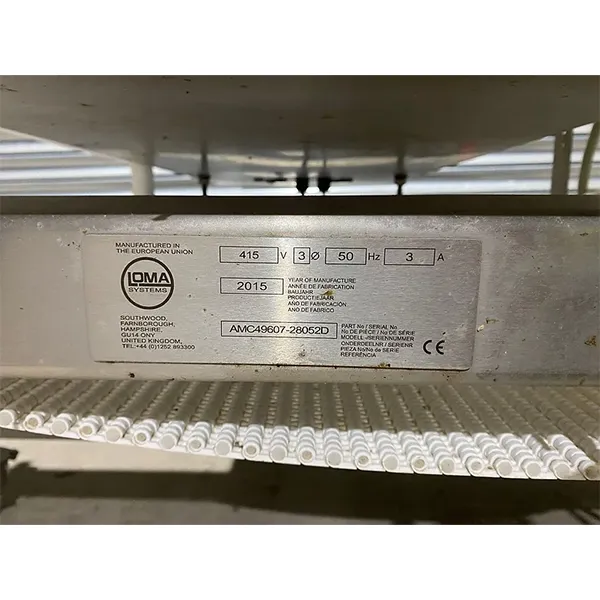 MANUFACTURED IN
THE EUROPEAN UNION
LOMA
SYSTEMS
SOUTHWOOD,
FARNBOROUGH,
HAMPSHIRE,
GU14 ONY
UNITED KINGDOM,
TEL:+44 (0)1252 893300
415 V 3 Ø 50 Hz 3 A
2015
YEAR OF MANUFACTURE
ANNÉE DE FABRICATION
BAUJAHR
PRODUCTIEJAAR
AÑO DE FABRICACIÓN
ANO DE FABRICO
AMC49607-28052D
PART No / SERIAL No.
No DE PIÈCE / No DE SÉRIE
MODELL-/SERIENNUMMER
ONDERDEELNR / SERIENR
PIEZA No/No de SERIE
REFERÊNCIA
CE